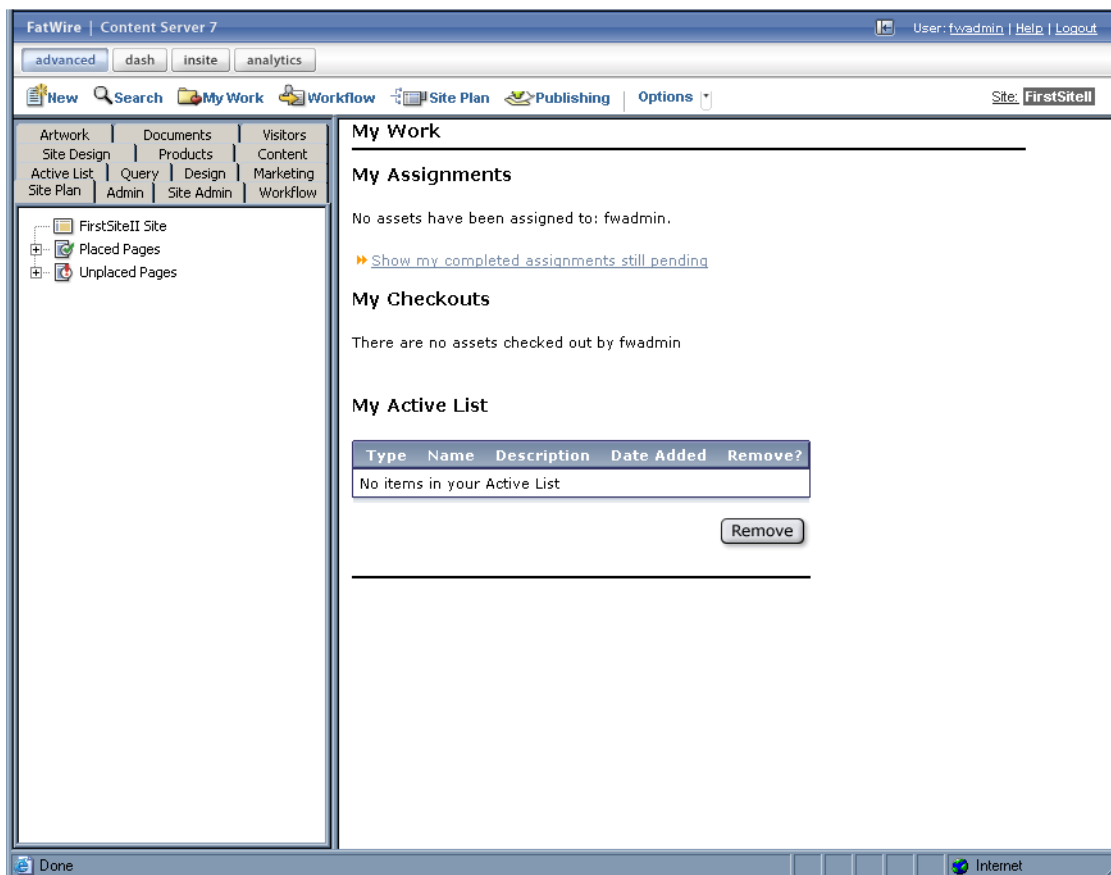 FatWire | Content Server 7
User: fwadmin | Help | Logout
advanced dash insite analytics
New Search My Work Workflow Site Plan Publishing | Options
Site: FirstSiteII
Artwork Documents Visitors
Site Design Products Content
Active List Query Design Marketing
Site Plan Admin Site Admin Workflow
FirstSiteII Site
Placed Pages
Unplaced Pages
My Work
My Assignments
No assets have been assigned to: fwadmin.
Show my completed assignments still pending
My Checkouts
There are no assets checked out by fwadmin
My Active List
Type Name Description Date Added Remove?
No items in your Active List
Remove
Done
Internet